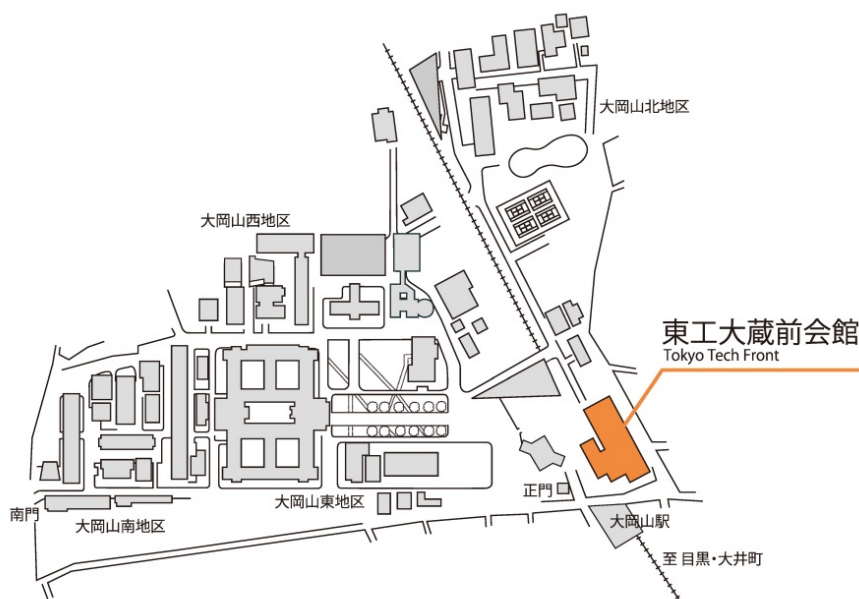 大岡山北地区
大岡山西地区
東工大蔵前会館
Tokyo Tech Front
正門
大岡山東地区
南門
大岡山南地区
大岡山駅
至 目黒・大井町